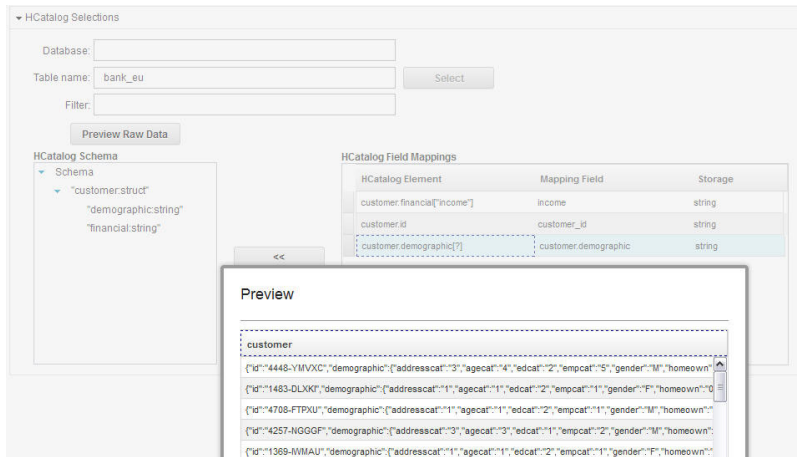 HCatalog Selections
Database:
Table name: bank_eu Select
Filter:
Preview Raw Data
HCatalog Schema
Schema
"customer:struct"
"demographic:string"
"financial:string"
<<
HCatalog Field Mappings
HCatalog Element Mapping Field Storage
customer.financial["income"] income string
customer.id customer_id string
customer.demographic[?] customer.demographic string
Preview
customer
{"id":"4448-YMVXC","demographic":{"addresscat":"3","agecat":"4","edcat":"2","empcat":"5","gender":"M","homeown"
{"id":"1483-DLXKI","demographic":{"addresscat":"1","agecat":"1","edcat":"2","empcat":"1","gender":"F","homeown":"0
{"id":"4708-FTPXU","demographic":{"addresscat":"1","agecat":"1","edcat":"2","empcat":"1","gender":"M","homeown":"
{"id":"4257-NGGGF","demographic":{"addresscat":"3","agecat":"3","edcat":"1","empcat":"2","gender":"M","homeown":
{"id":"1369-IWMAU","demographic":{"addresscat":"1","agecat":"1","edcat":"2","empcat":"1","gender":"F","homeown":"